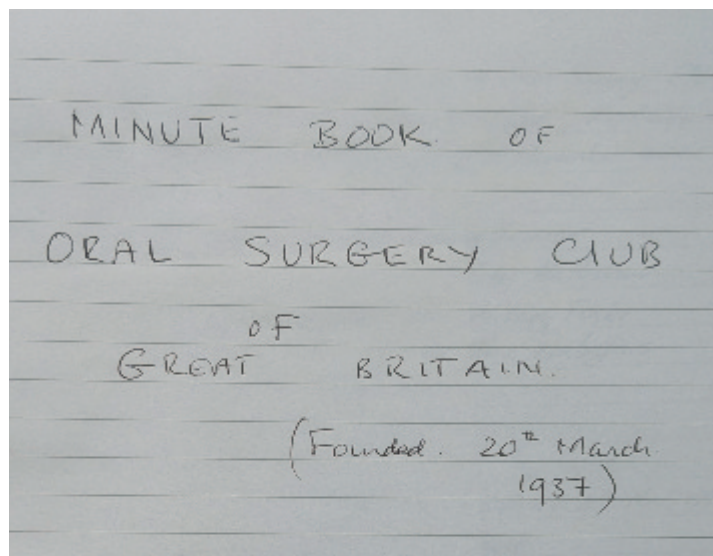 MINUTE BOOK OF
ORAL SURGERY CLUB
OF
GREAT BRITAIN.
(Founded. 20th March
1937)